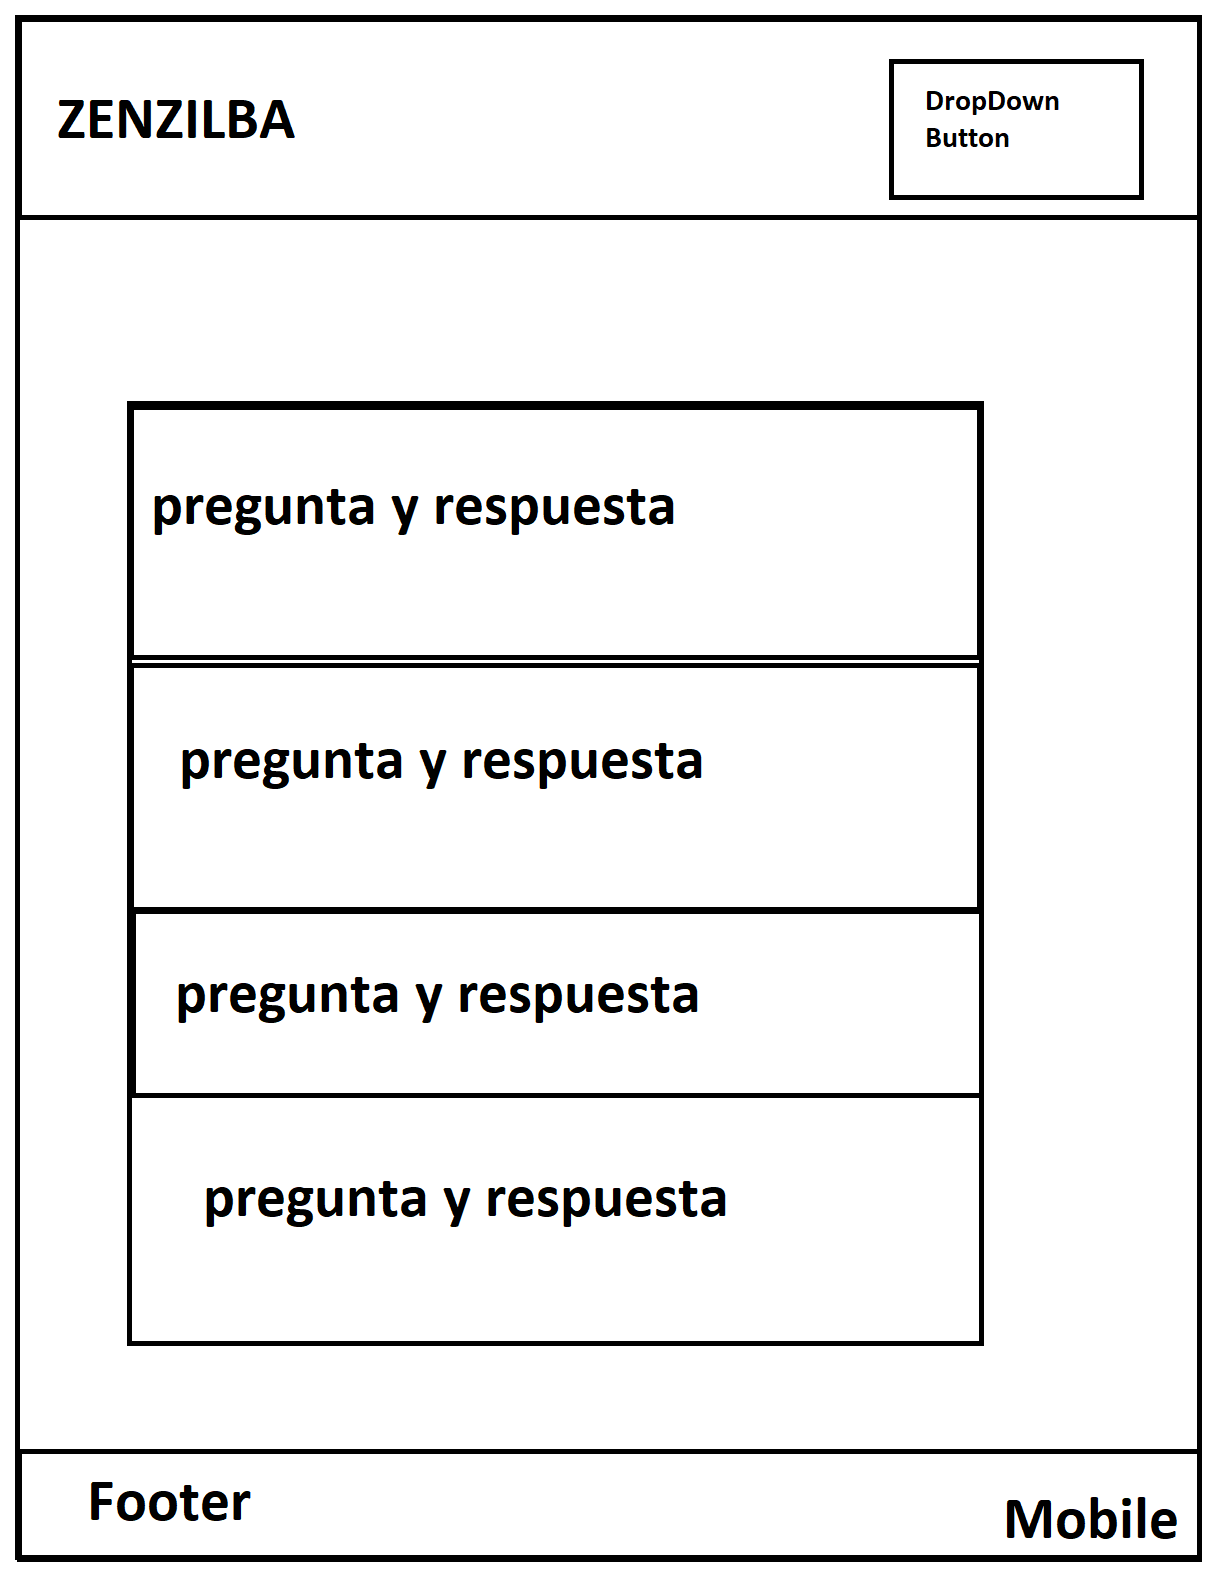 ZENZILBA
DropDown
Button
pregunta y respuesta
pregunta y respuesta
pregunta y respuesta
pregunta y respuesta
Footer
Mobile